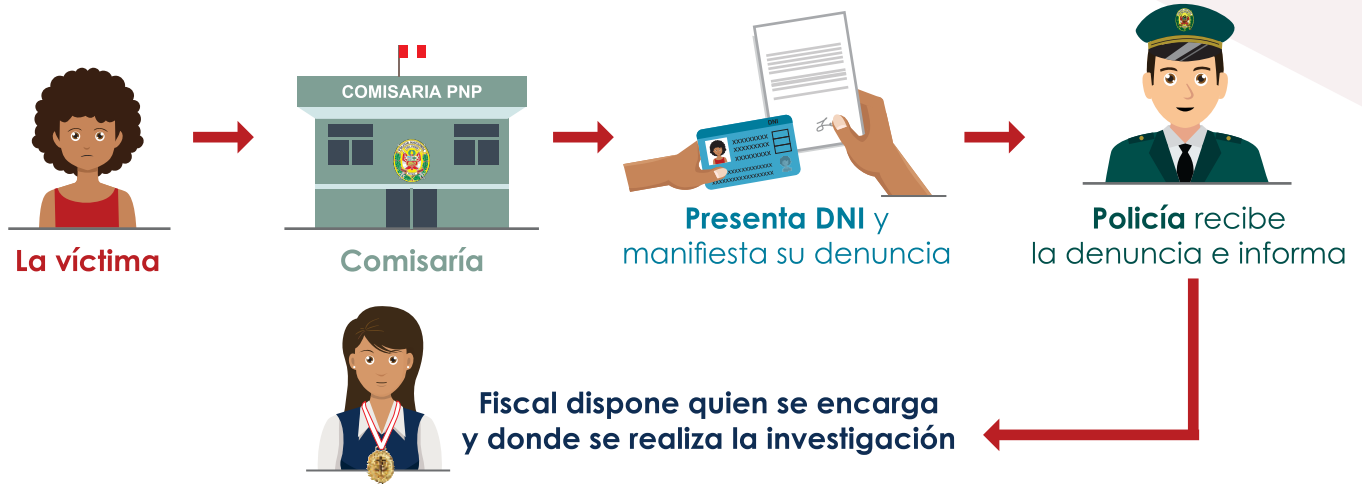 COMISARIA PNP
DNI
XXXXXXXXX
XXXXXXXXX
XXXXXXXXX
La víctima
Comisaría
Presenta DNI y
manifiesta su denuncia
Policía recibe
la denuncia e informa
Fiscal dispone quien se encarga
y donde se realiza la investigación